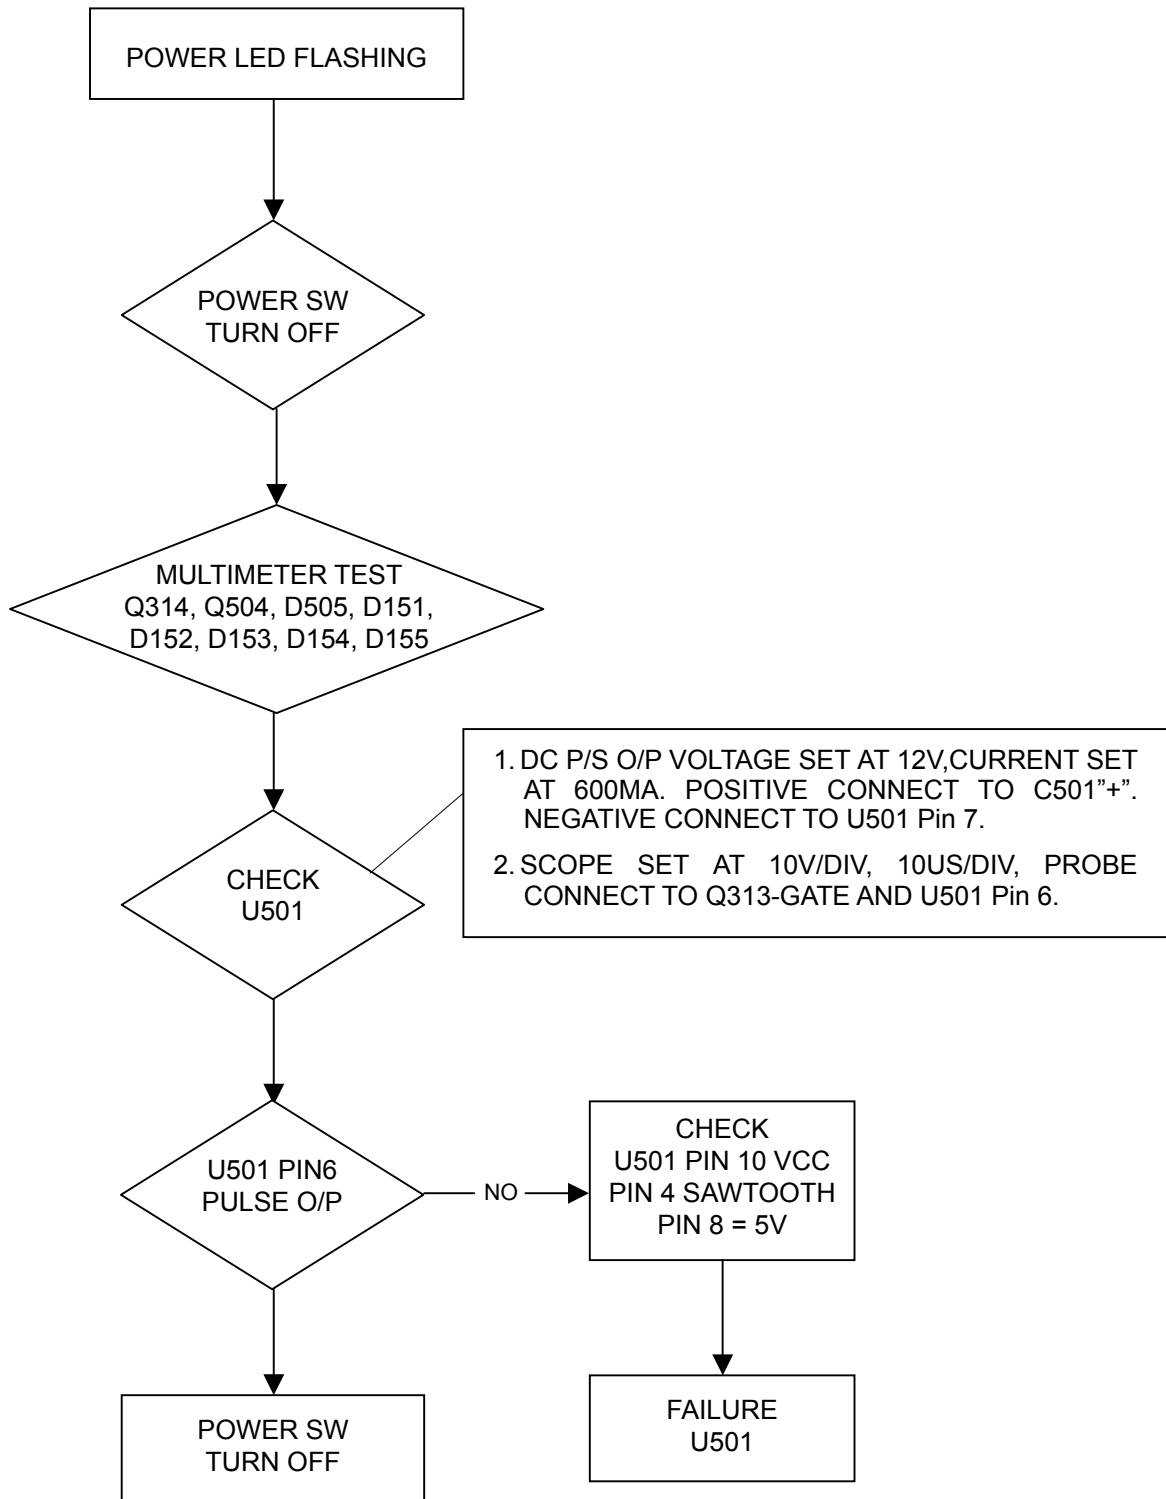 POWER LED FLASHING
POWER SW
TURN OFF
MULTIMETER TEST
Q314, Q504, D505, D151,
D152, D153, D154, D155
1. DC P/S O/P VOLTAGE SET AT 12V,CURRENT SET
AT 600MA. POSITIVE CONNECT TO C501”+”.
NEGATIVE CONNECT TO U501 Pin 7.
2. SCOPE SET AT 10V/DIV, 10US/DIV, PROBE
CONNECT TO Q313-GATE AND U501 Pin 6.
CHECK
U501
U501 PIN6
PULSE O/P
NO
CHECK
U501 PIN 10 VCC
PIN 4 SAWTOOTH
PIN 8 = 5V
POWER SW
TURN OFF
FAILURE
U501